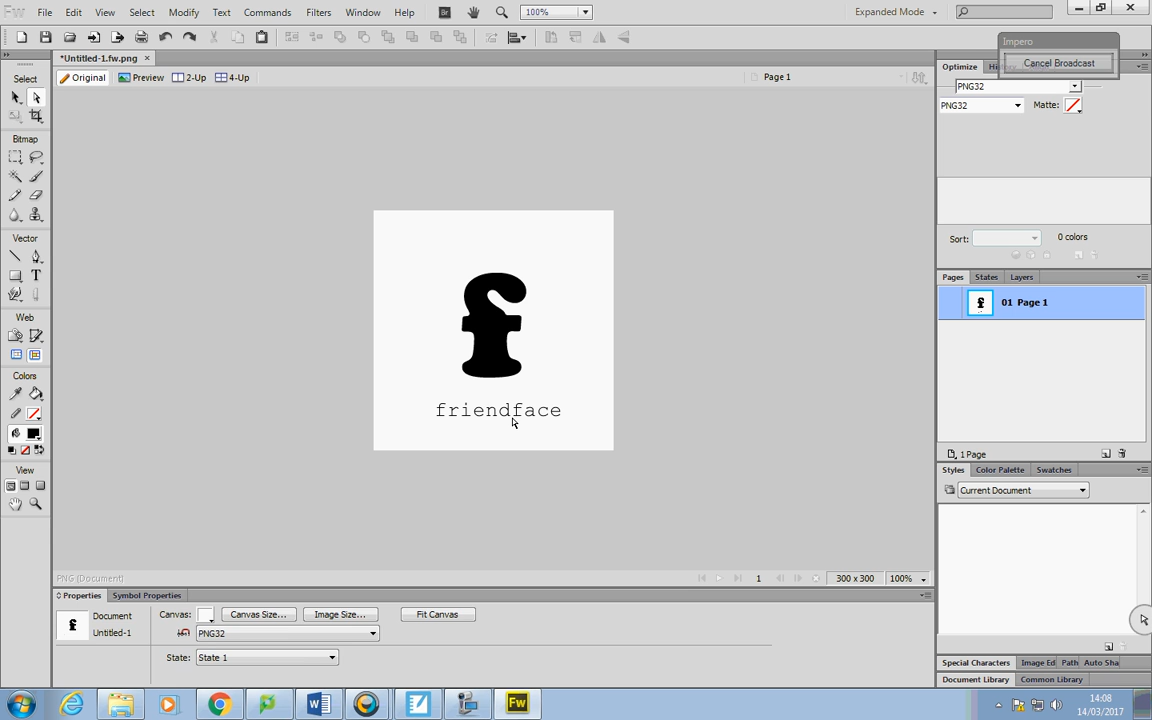 Fw File Edit View Select Modify Text Commands Filters Window Help Br 100% Expanded Mode
Impero
Cancel Broadcast
*Untitled-1.fw.png
Original Preview 2-Up 4-Up Page 1
Select
Bitmap
Vector
T
Web
Colors
View
f
friendface
Optimize
PNG32
PNG32 Matte:
Sort: 0 colors
Pages States Layers
01 Page 1
1 Page
Styles Color Palette Swatches
Current Document
Special Characters Image Ed Path Auto Sha
Document Library Common Library
PNG (Document) 1 300 x 300 100%
Properties Symbol Properties
Document Canvas: Canvas Size... Image Size... Fit Canvas
Untitled-1 PNG32
State: State 1
Fw
14:08
14/03/2017